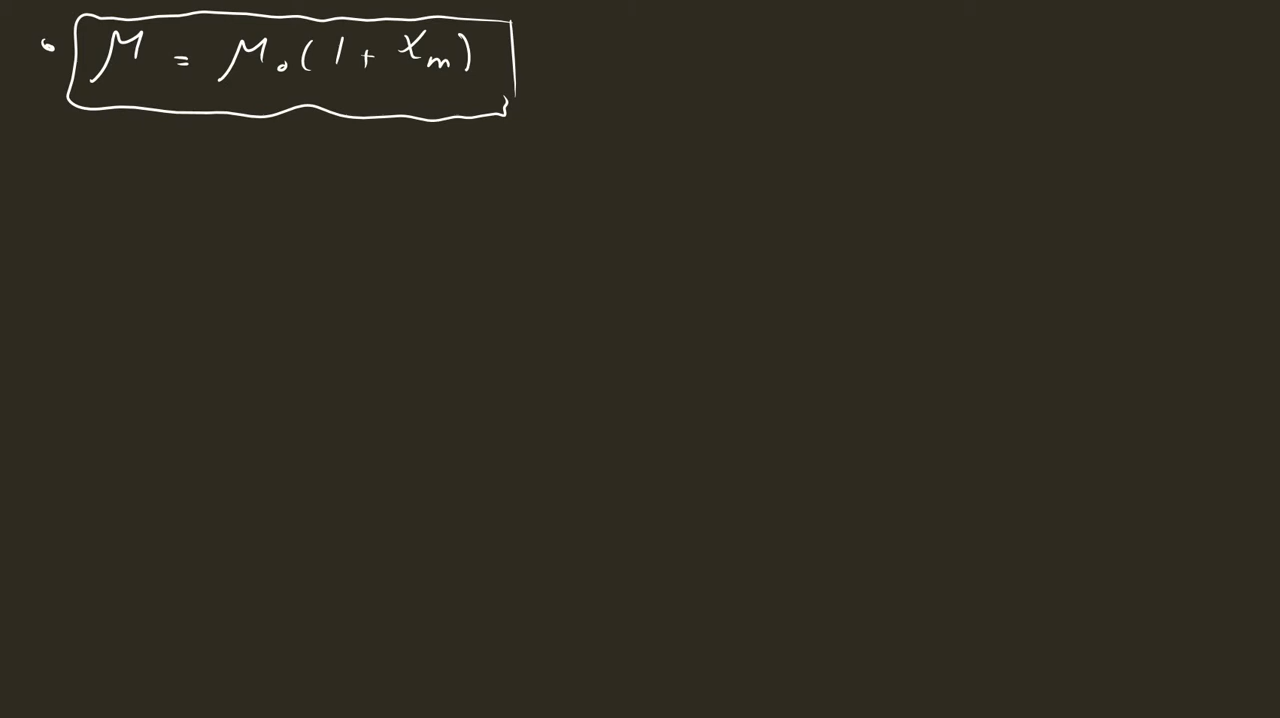 • μ = μ₀(1 + χₘ)